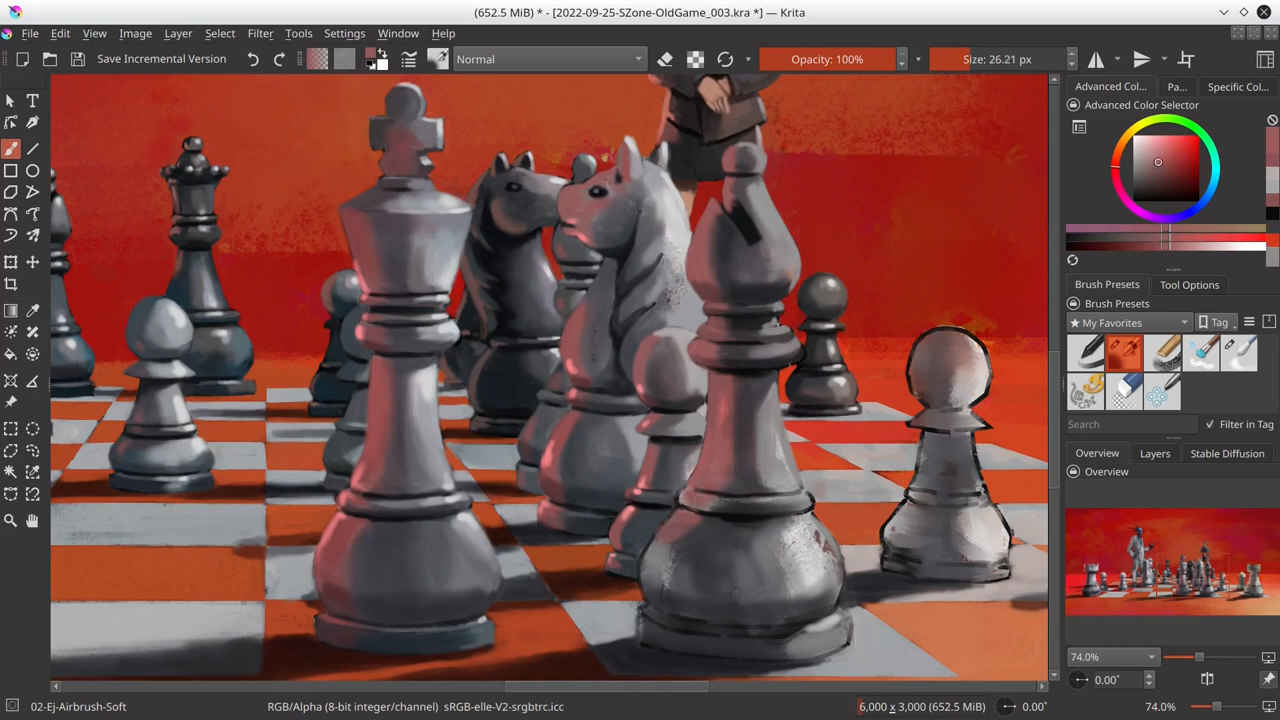 (652.5 MiB) * - [2022-09-25-SZone-OldGame_003.kra *] — Krita
File Edit View Image Layer Select Filter Tools Settings Window Help
Save Incremental Version Normal Opacity: 100% Size: 26.21 px
Advanced Col... Pa... Specific Col...
Advanced Color Selector
Brush Presets Tool Options
Brush Presets
★ My Favorites Tag
Search Filter in Tag
Overview Layers Stable Diffusion
Overview
74.0%
0.00°
02-Ej-Airbrush-Soft RGB/Alpha (8-bit integer/channel) sRGB-elle-V2-srgbtrc.icc 6,000 x 3,000 (652.5 MiB) 0.00° 74.0%